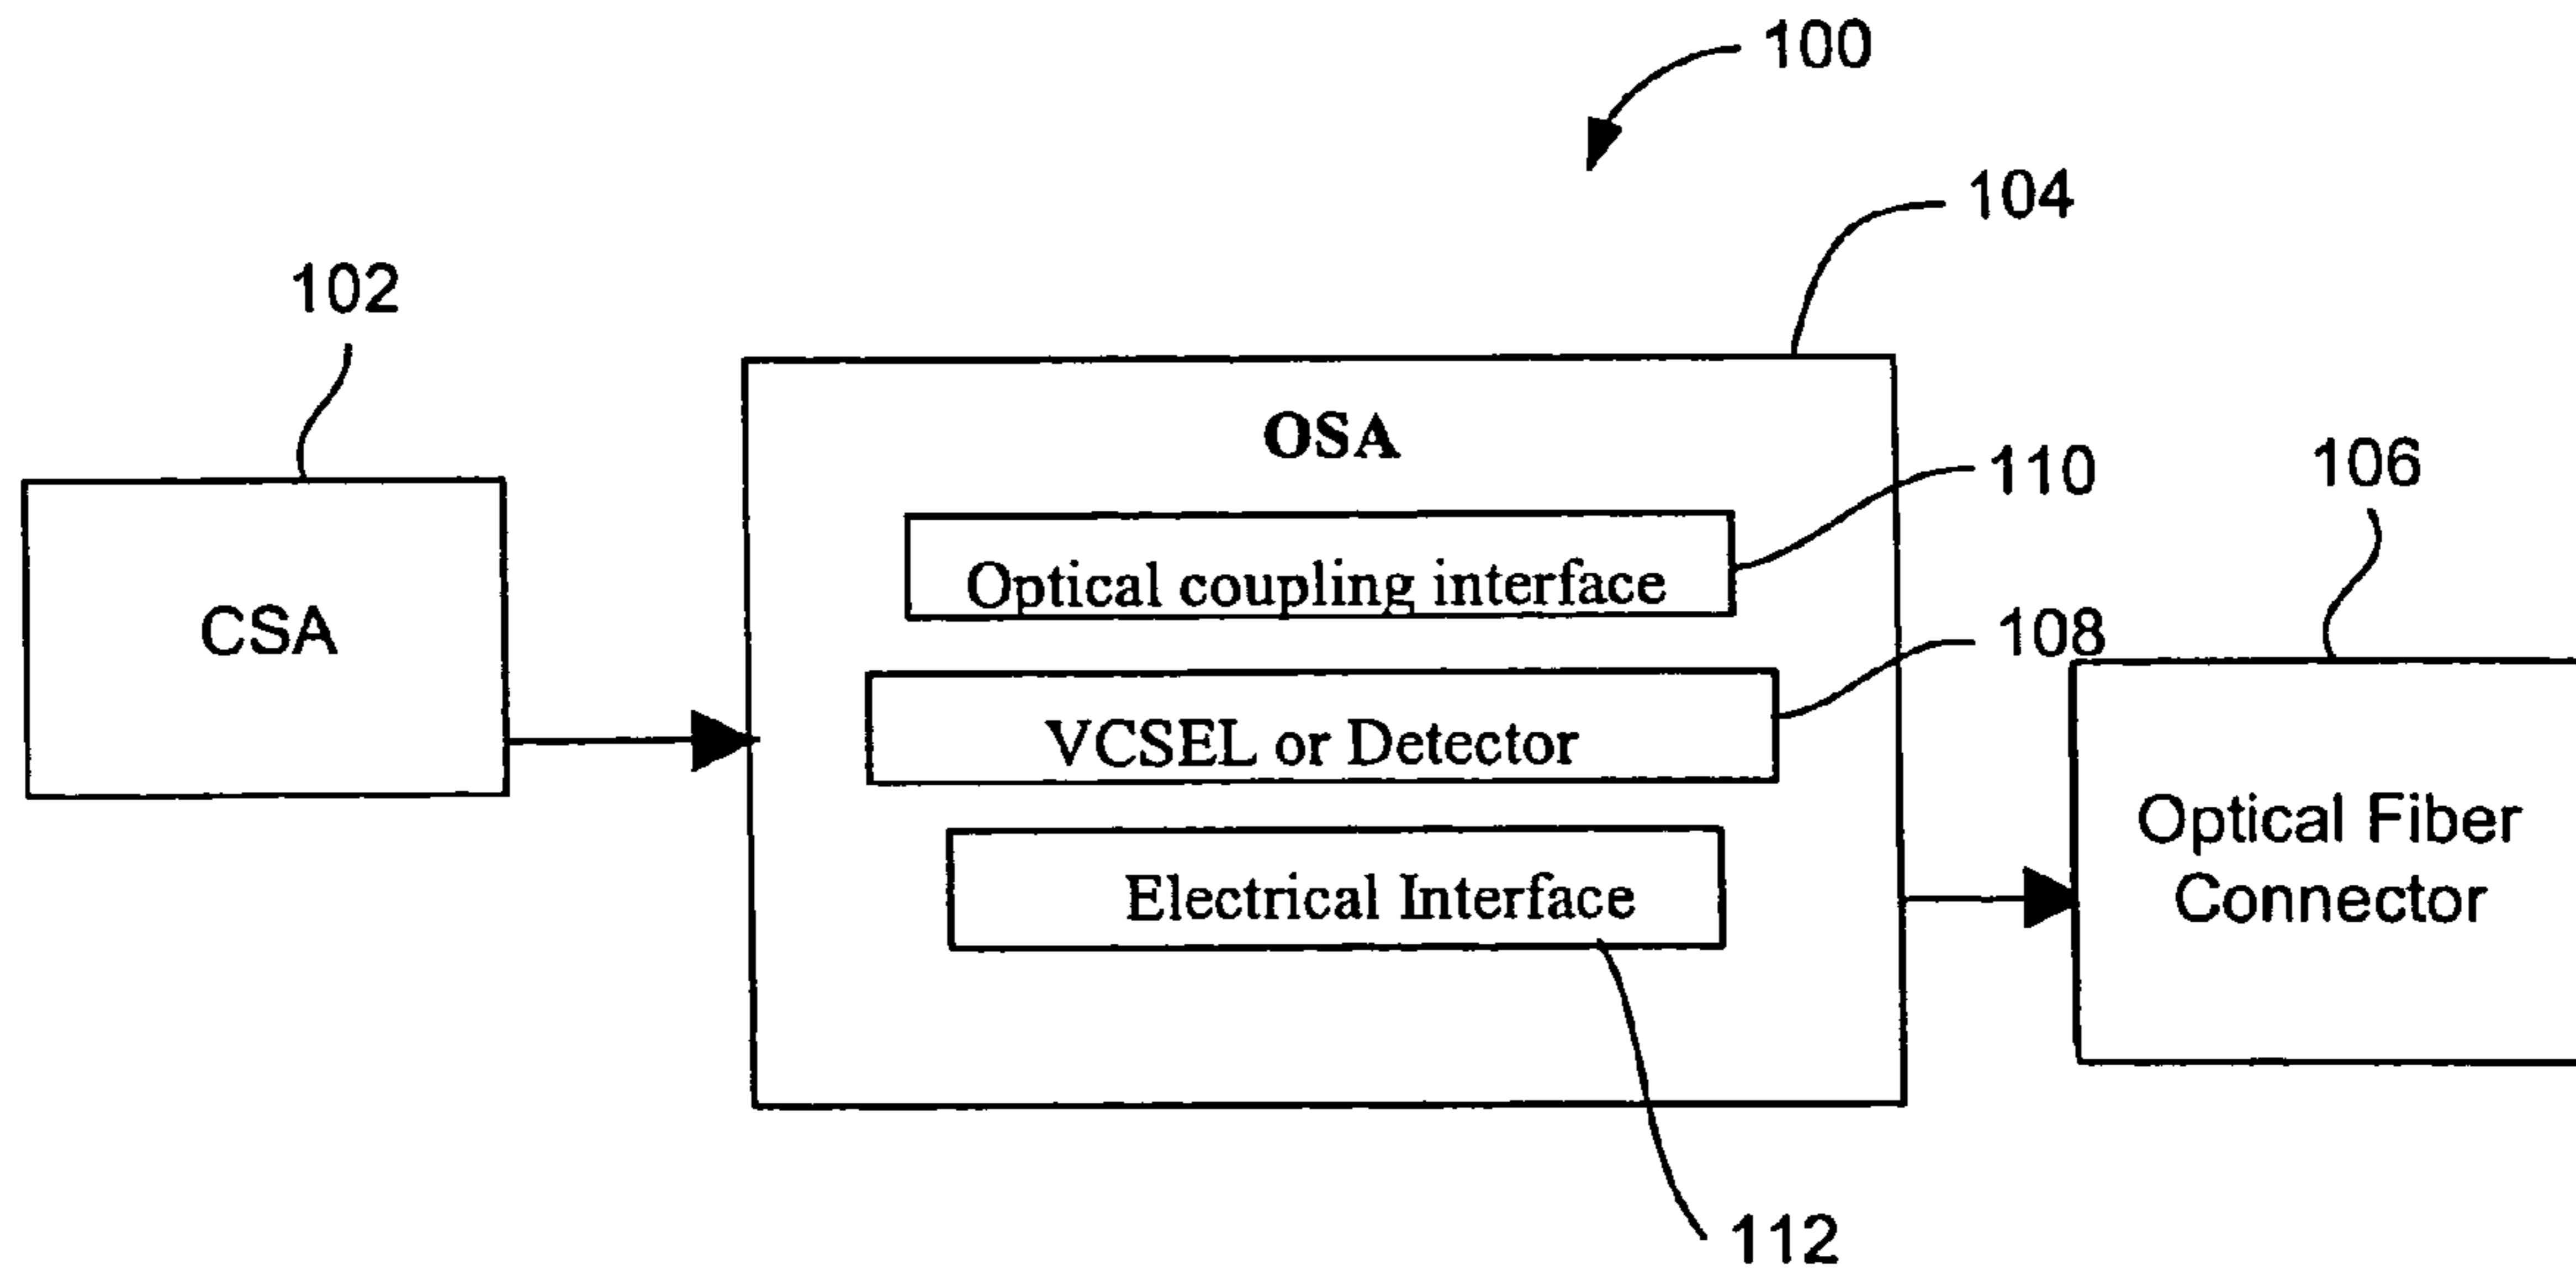 100
104
102
OSA
110
106
Optical coupling interface
CSA
108
VCSEL or Detector
Optical Fiber
Connector
Electrical Interface
112